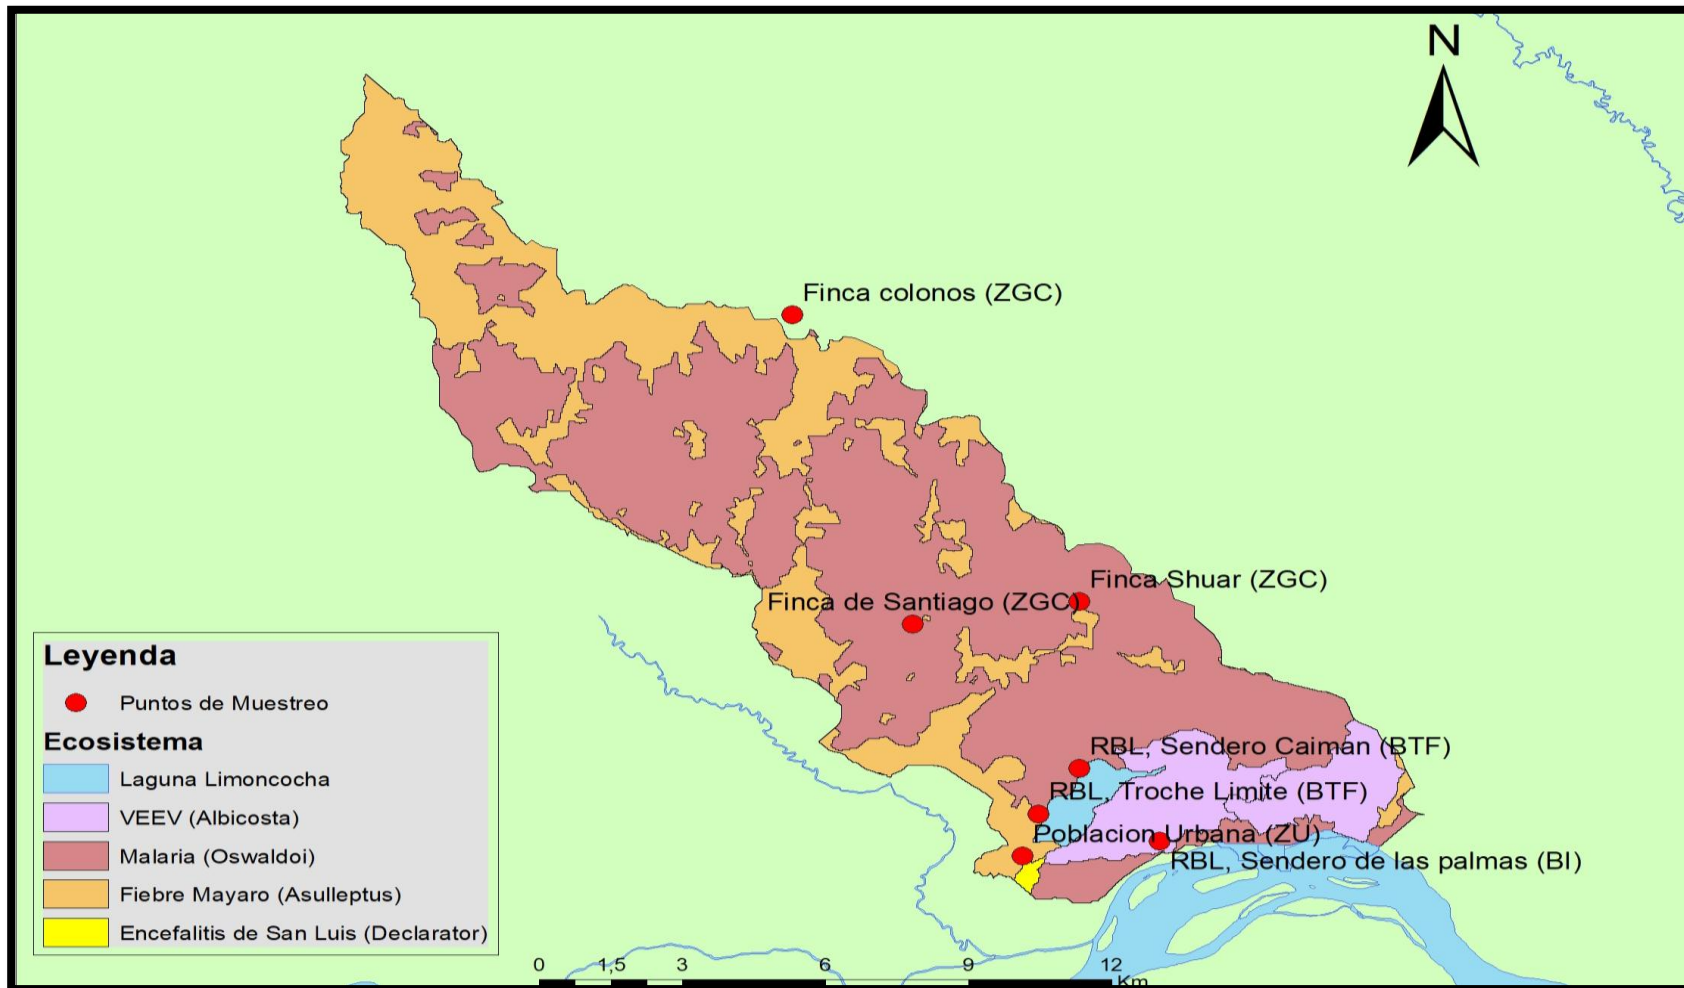 N
Finca colonos (ZGC)
Finca Shuar (ZGC)
Finca de Santiago (ZGC)
RBL, Sendero Caiman (BTF)
RBL, Troche Limite (BTF)
Poblacion Urbana (ZU)
RBL, Sendero de las palmas (BI)
Leyenda
Puntos de Muestreo
Ecosistema
Laguna Limoncocha
VEEV (Albicosta)
Malaria (Oswaldoi)
Fiebre Mayaro (Asulleptus)
Encefalitis de San Luis (Declarator)
0 1,5 3 6 9 12
Km